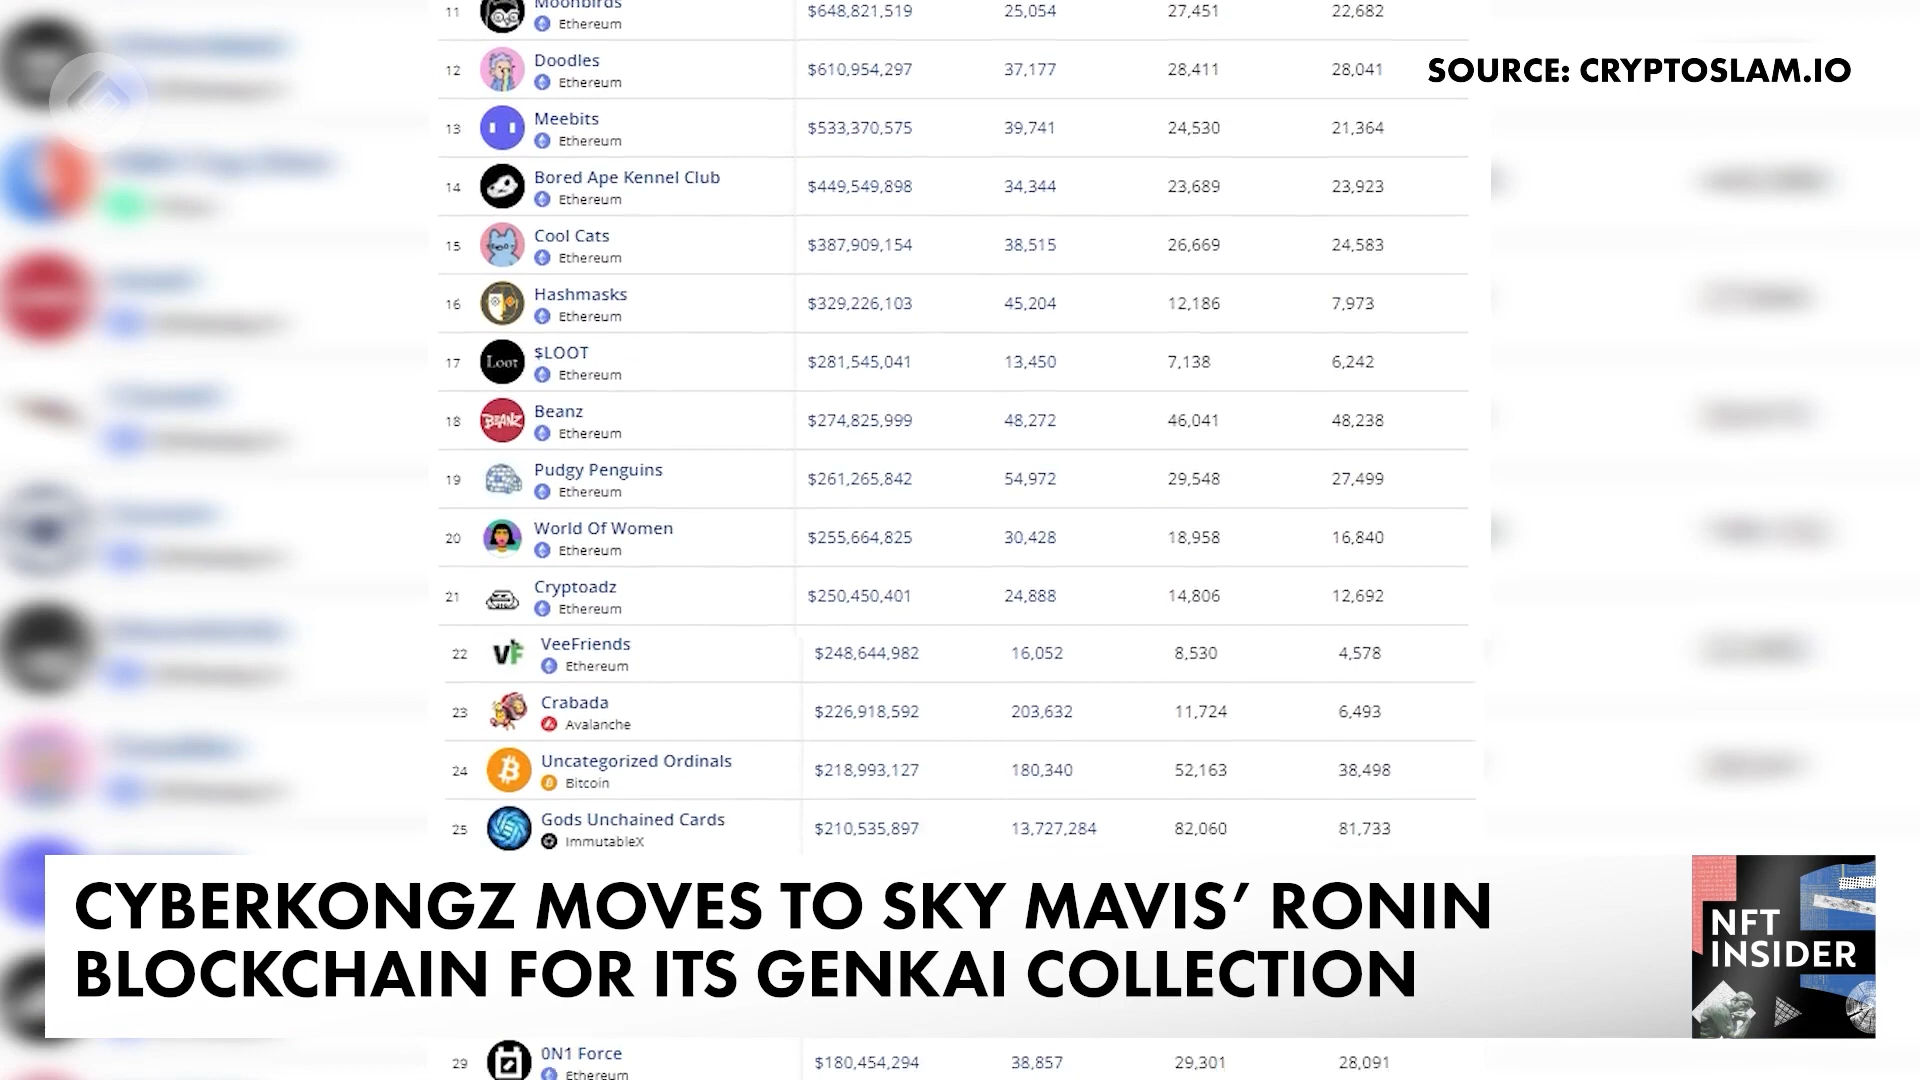 11 Moonbirds $648,821,519 25,054 27,451 22,682
Ethereum
SOURCE: CRYPTOSLAM.IO
12 Doodles $610,954,297 37,177 28,411 28,041
Ethereum
13 Meebits $533,370,575 39,741 24,530 21,364
Ethereum
14 Bored Ape Kennel Club $449,549,898 34,344 23,689 23,923
Ethereum
15 Cool Cats $387,909,154 38,515 26,669 24,583
Ethereum
16 Hashmasks $329,226,103 45,204 12,186 7,973
Ethereum
17 Loot $LOOT $281,545,041 13,450 7,138 6,242
Ethereum
18 BEANZ Beanz $274,825,999 48,272 46,041 48,238
Ethereum
19 Pudgy Penguins $261,265,842 54,972 29,548 27,499
Ethereum
20 World Of Women $255,664,825 30,428 18,958 16,840
Ethereum
21 Cryptoadz $250,450,401 24,888 14,806 12,692
Ethereum
22 VF VeeFriends $248,644,982 16,052 8,530 4,578
Ethereum
23 Crabada $226,918,592 203,632 11,724 6,493
Avalanche
24 Uncategorized Ordinals $218,993,127 180,340 52,163 38,498
Bitcoin
25 Gods Unchained Cards $210,535,897 13,727,284 82,060 81,733
ImmutableX
CYBERKONGZ MOVES TO SKY MAVIS’ RONIN
BLOCKCHAIN FOR ITS GENKAI COLLECTION
NFT
INSIDER
29 0N1 Force $180,454,294 38,857 29,301 28,091
Ethereum